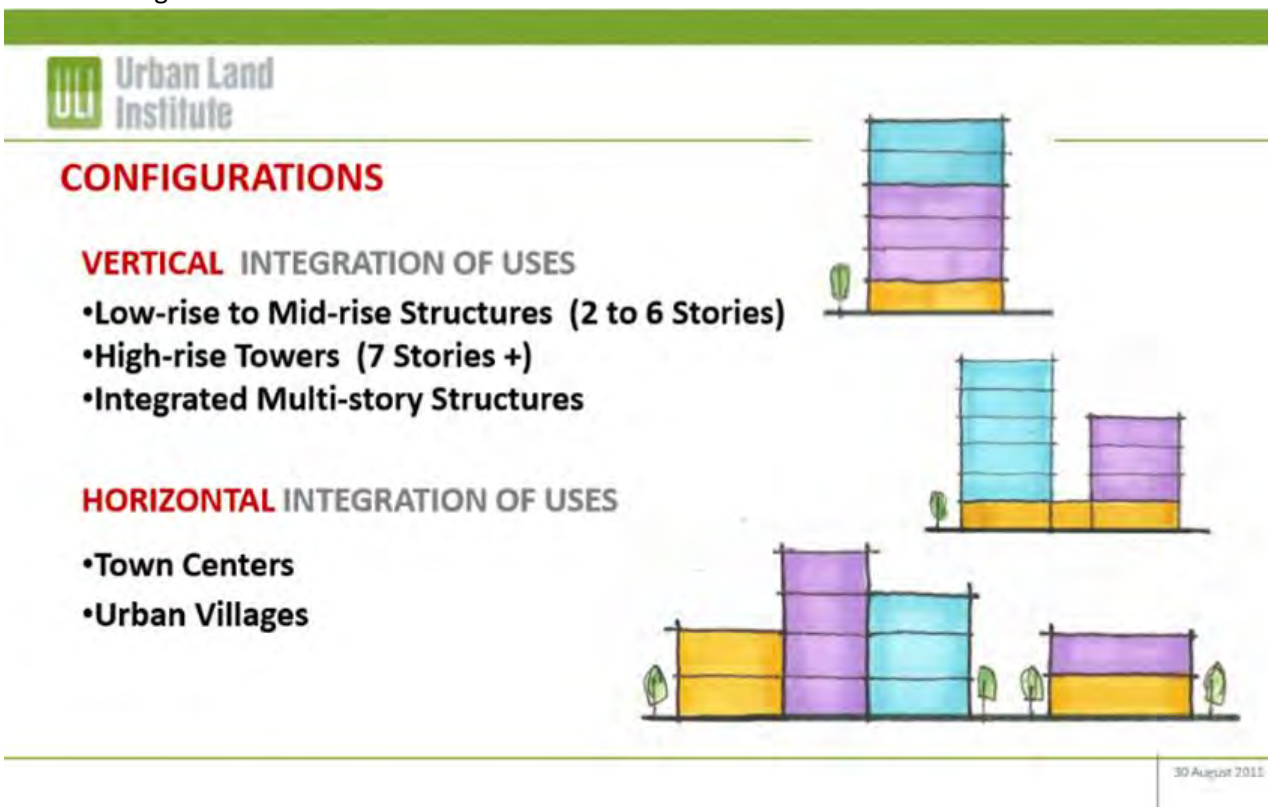 ULI Urban Land
Institute
CONFIGURATIONS
VERTICAL INTEGRATION OF USES
•Low-rise to Mid-rise Structures (2 to 6 Stories)
•High-rise Towers (7 Stories +)
•Integrated Multi-story Structures
HORIZONTAL INTEGRATION OF USES
•Town Centers
•Urban Villages
30 August 2011